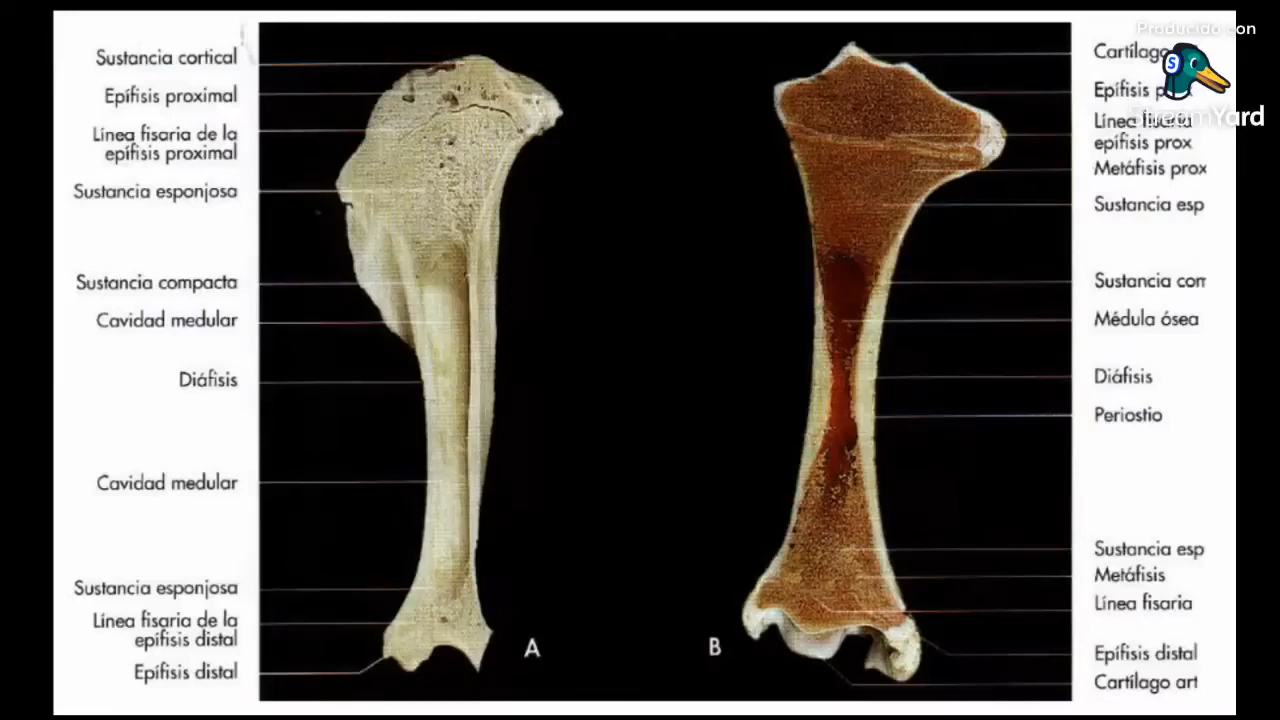 Producido con
StreamYard
Sustancia cortical
Epífisis proximal
Línea fisaria de la
epífisis proximal
Sustancia esponjosa
Sustancia compacta
Cavidad medular
Diáfisis
Cavidad medular
Sustancia esponjosa
Línea fisaria de la
epífisis distal
Epífisis distal
A
B
Cartílago
Epífisis
Línea fisaria
epífisis prox
Metáfisis prox
Sustancia esp
Sustancia com
Médula ósea
Diáfisis
Periostio
Sustancia esp
Metáfisis
Línea fisaria
Epífisis distal
Cartílago art